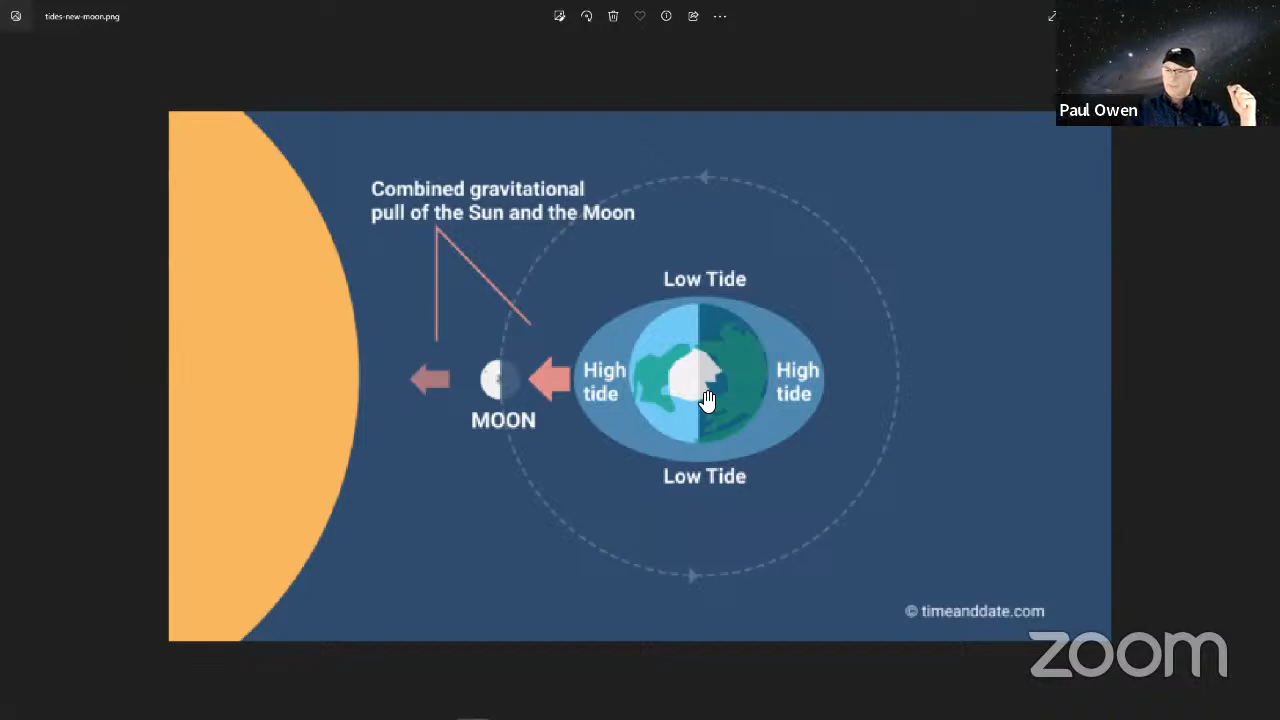 tides-new-moon.png
Paul Owen
Combined gravitational
pull of the Sun and the Moon
Low Tide
High
tide
High
tide
MOON
Low Tide
© timeanddate.com
zoom